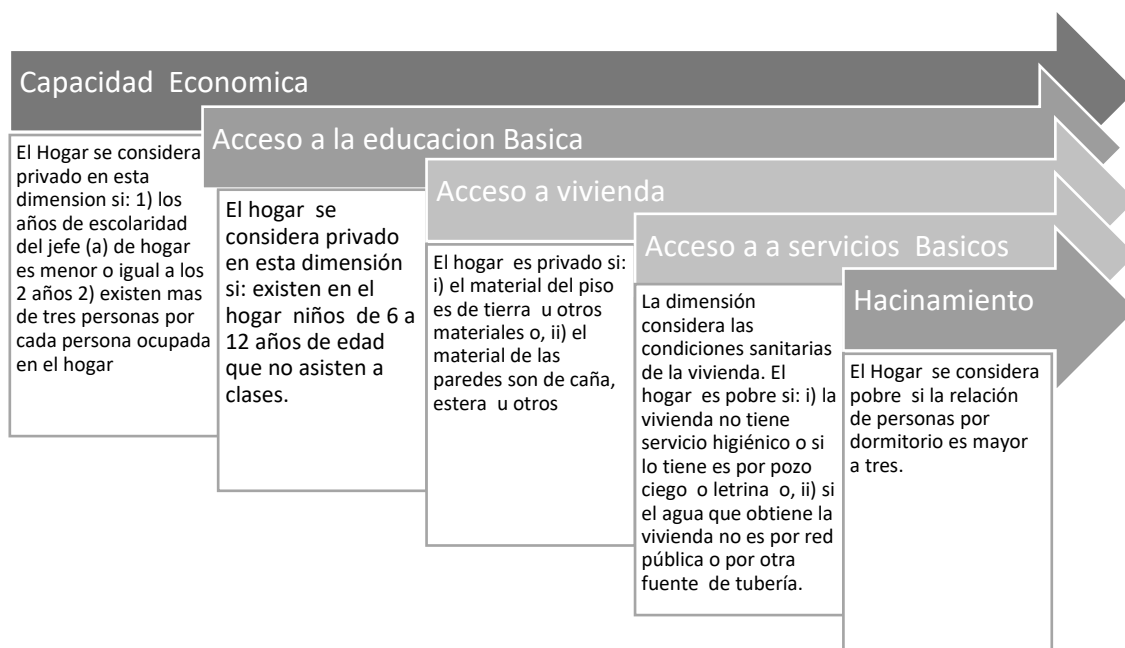 Capacidad  Economica
El Hogar se considera
privado en esta
dimension si: 1) los
años de escolaridad
del jefe (a) de hogar
es menor o igual a los
2 años 2) existen mas
de tres personas por
cada persona ocupada
en el hogar
Acceso a la educacion Basica
El hogar  se
considera privado
en esta dimensión
si: existen en el
hogar  niños  de 6 a
12 años de edad
que no asisten a
clases.
Acceso a vivienda
El hogar  es privado si:
i) el material del piso
es de tierra  u otros
materiales o, ii) el
material de las
paredes son de caña,
estera  u otros
Acceso a a servicios  Basicos
La dimensión
considera las
condiciones sanitarias
de la vivienda. El
hogar  es pobre si: i) la
vivienda no tiene
servicio higiénico o si
lo tiene es por pozo
ciego  o letrina  o, ii) si
el agua que obtiene la
vivienda no es por red
pública o por otra
fuente  de tubería.
Hacinamiento
El Hogar  se considera
pobre  si la relación
de personas por
dormitorio es mayor
a tres.